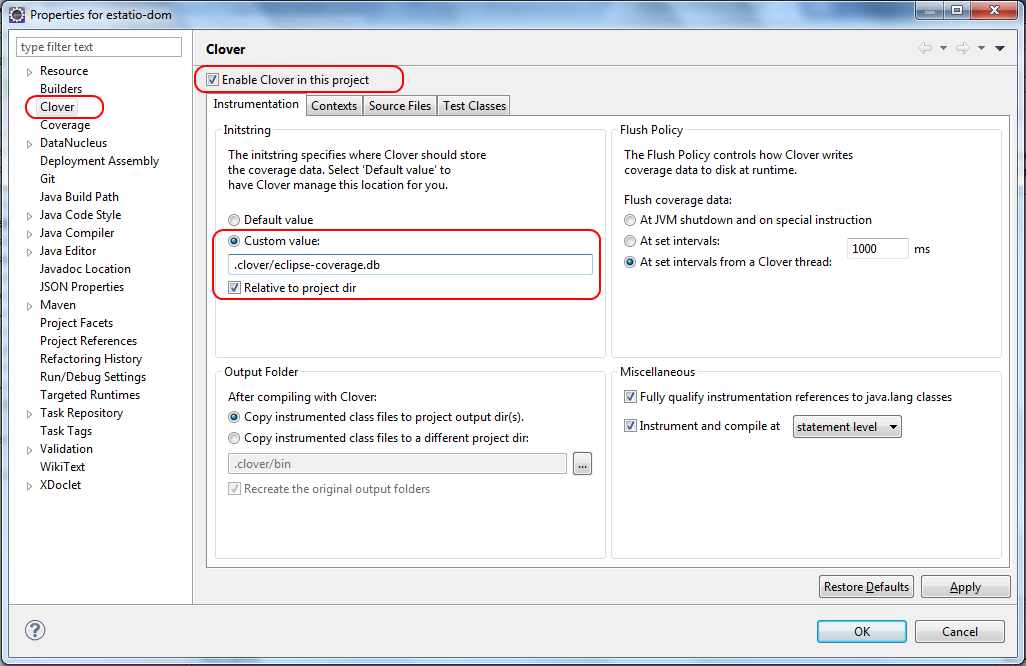 Properties for estatio-dom
type filter text
Resource
Builders
Clover
Coverage
DataNucleus
Deployment Assembly
Git
Java Build Path
Java Code Style
Java Compiler
Java Editor
Javadoc Location
JSON Properties
Maven
Project Facets
Project References
Refactoring History
Run/Debug Settings
Targeted Runtimes
Task Repository
Task Tags
Validation
WikiText
XDoclet
Clover
Enable Clover in this project
Instrumentation Contexts Source Files Test Classes
Initstring
The initstring specifies where Clover should store
the coverage data. Select 'Default value' to
have Clover manage this location for you.
Default value
Custom value:
.clover/eclipse-coverage.db
Relative to project dir
Flush Policy
The Flush Policy controls how Clover writes
coverage data to disk at runtime.
Flush coverage data:
At JVM shutdown and on special instruction
At set intervals:
1000 ms
At set intervals from a Clover thread:
Output Folder
After compiling with Clover:
Copy instrumented class files to project output dir(s).
Copy instrumented class files to a different project dir:
.clover/bin ...
Recreate the original output folders
Miscellaneous
Fully qualify instrumentation references to java.lang classes
Instrument and compile at statement level
Restore Defaults Apply
? OK Cancel